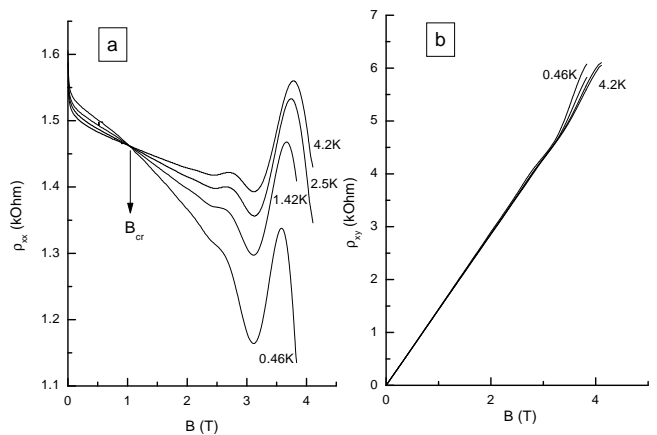 a
1.6
1.5
1.4
1.3
1.2
1.1
0 1 2 3 4
B (T)
ρxx (kOhm)
Bcr
4.2K
2.5K
1.42K
0.46K
b
7
6
5
4
3
2
1
0
0 2 4
B (T)
ρxy (kOhm)
0.46K
4.2K